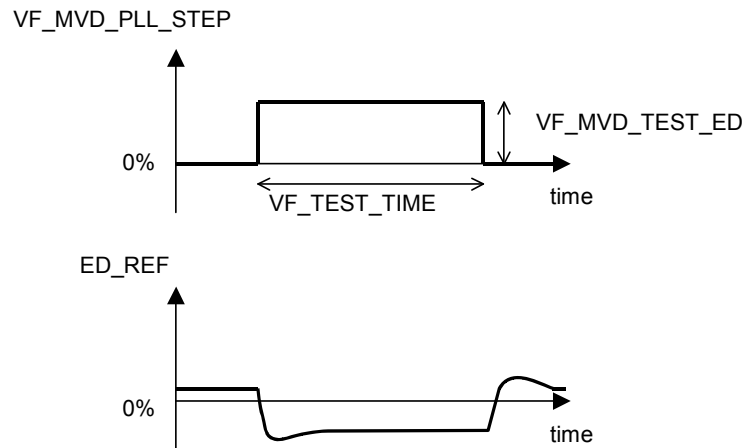 VF_MVD_PLL_STEP
VF_MVD_TEST_ED
0%
time
VF_TEST_TIME
ED_REF
0%
time